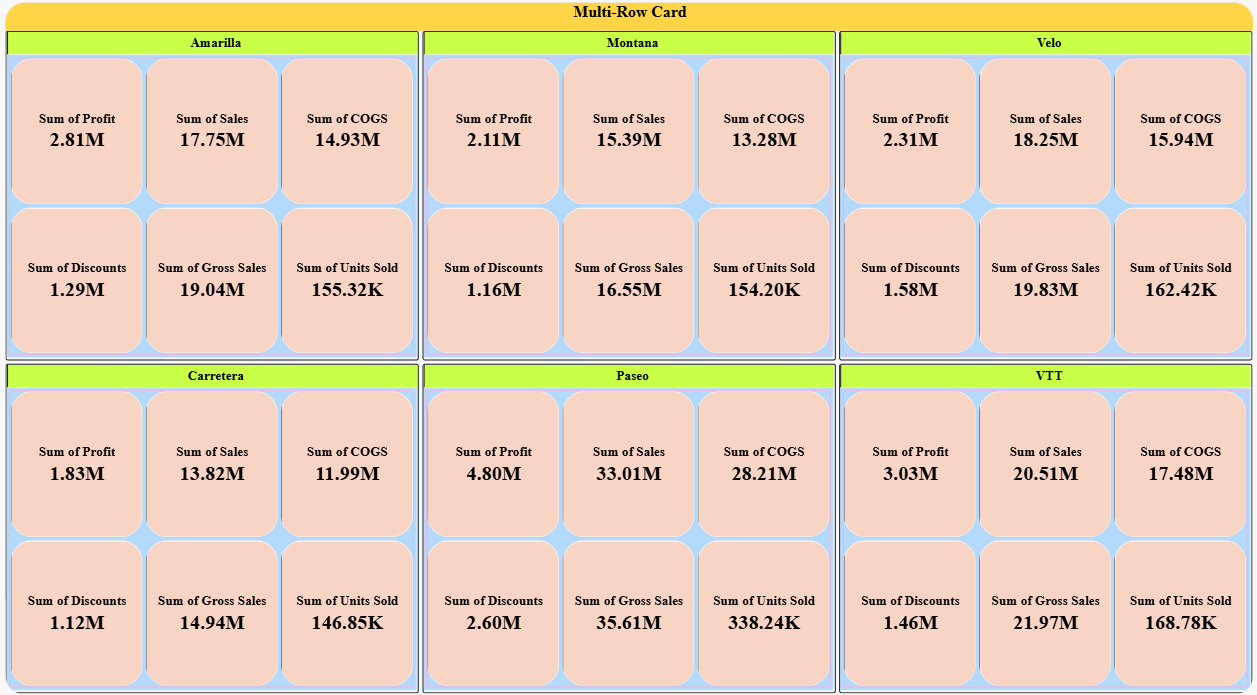 Multi-Row Card
Amarilla
Sum of Profit
2.81M
Sum of Sales
17.75M
Sum of COGS
14.93M
Sum of Discounts
1.29M
Sum of Gross Sales
19.04M
Sum of Units Sold
155.32K
Montana
Sum of Profit
2.11M
Sum of Sales
15.39M
Sum of COGS
13.28M
Sum of Discounts
1.16M
Sum of Gross Sales
16.55M
Sum of Units Sold
154.20K
Velo
Sum of Profit
2.31M
Sum of Sales
18.25M
Sum of COGS
15.94M
Sum of Discounts
1.58M
Sum of Gross Sales
19.83M
Sum of Units Sold
162.42K
Carretera
Sum of Profit
1.83M
Sum of Sales
13.82M
Sum of COGS
11.99M
Sum of Discounts
1.12M
Sum of Gross Sales
14.94M
Sum of Units Sold
146.85K
Paseo
Sum of Profit
4.80M
Sum of Sales
33.01M
Sum of COGS
28.21M
Sum of Discounts
2.60M
Sum of Gross Sales
35.61M
Sum of Units Sold
338.24K
VTT
Sum of Profit
3.03M
Sum of Sales
20.51M
Sum of COGS
17.48M
Sum of Discounts
1.46M
Sum of Gross Sales
21.97M
Sum of Units Sold
168.78K